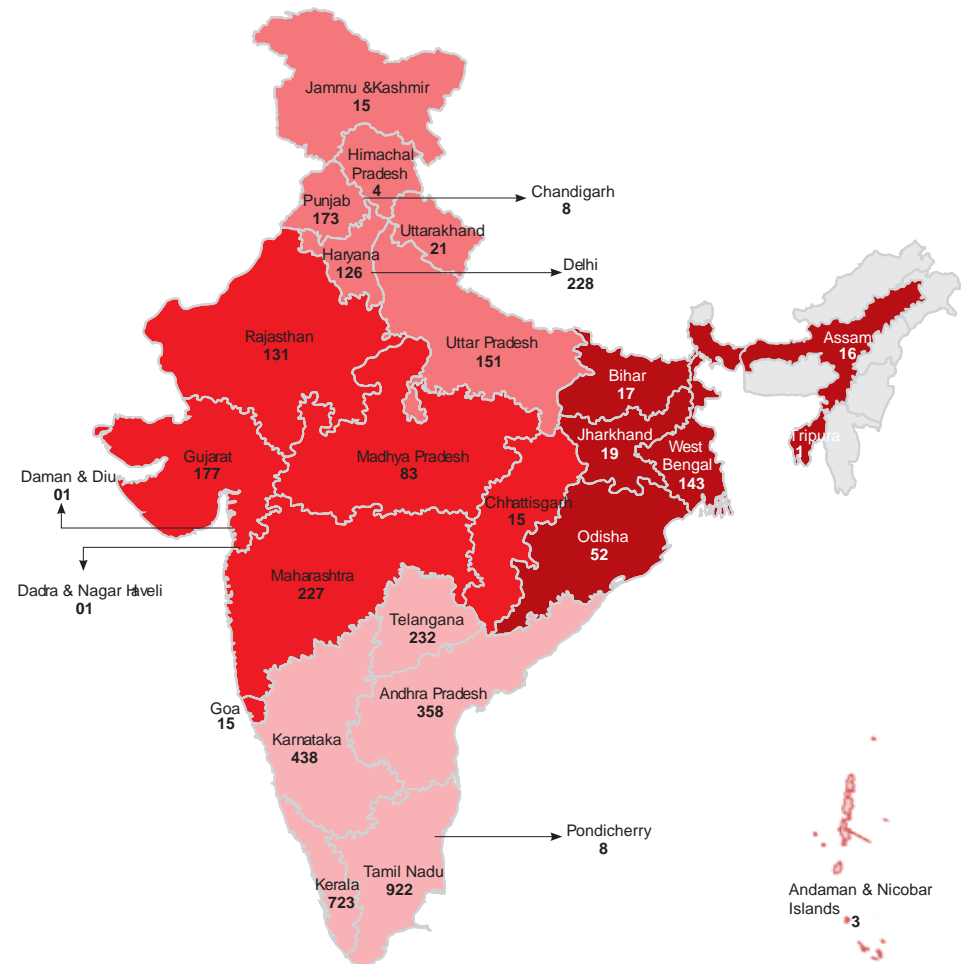 Jammu &Kashmir
15
Himachal
Pradesh
4
Chandigarh
8
Punjab
173
Uttarakhand
21
Haryana
126
Delhi
228
Rajasthan
131
Uttar Pradesh
151
Assam
16
Bihar
17
Tripura
1
Jharkhand
19
West
Bengal
143
Gujarat
177
Madhya Pradesh
83
Daman & Diu
01
Chhattisgarh
15
Odisha
52
Maharashtra
227
Dadra & Nagar Haveli
01
Telangana
232
Andhra Pradesh
358
Goa
15
Karnataka
438
Pondicherry
8
Tamil Nadu
922
Kerala
723
Andaman & Nicobar
Islands
3